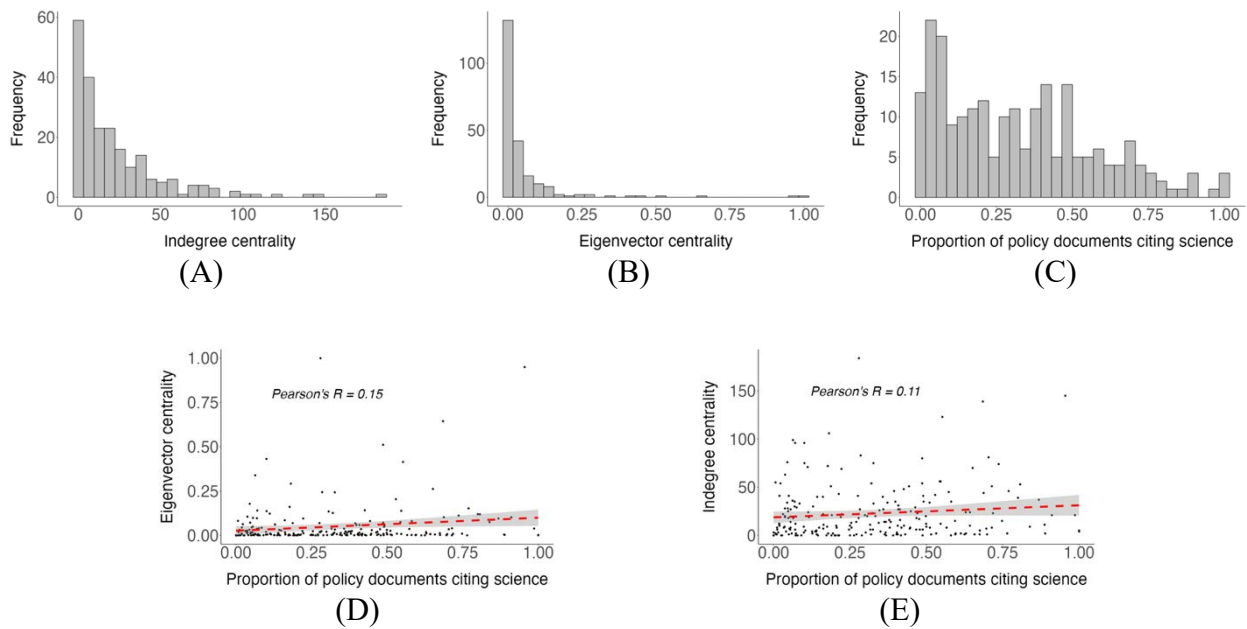 Frequency
60
40
20
0
0
50
100
150
Indegree centrality
(A)
Frequency
100
50
0
0.00
0.25
0.50
0.75
1.00
Eigenvector centrality
(B)
Frequency
20
15
10
5
0
0.00
0.25
0.50
0.75
1.00
Proportion of policy documents citing science
(C)
Eigenvector centrality
1.00
0.75
0.50
0.25
0.00
Pearson's R = 0.15
0.00
0.25
0.50
0.75
1.00
Proportion of policy documents citing science
(D)
Indegree centrality
150
100
50
0
Pearson's R = 0.11
0.00
0.25
0.50
0.75
1.00
Proportion of policy documents citing science
(E)